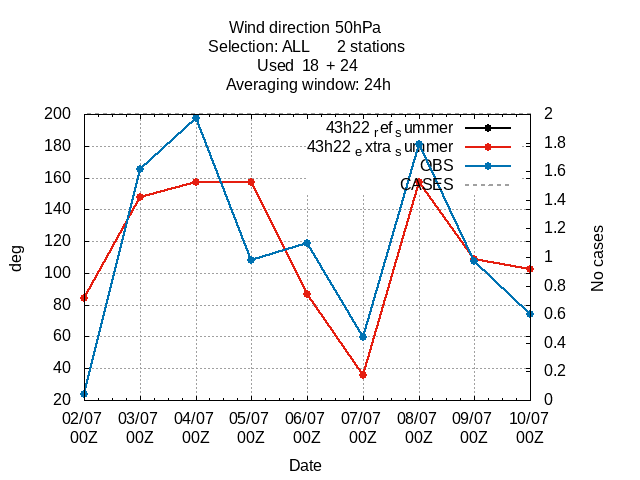 Wind direction 50hPa
Selection: ALL 2 stations
Used 18 + 24
Averaging window: 24h
200 2
180 1.8
160 1.6
140 1.4
120 1.2
100 1
80 0.8
60 0.6
40 0.4
20 0.2
0
43h22 refsummer
43h22 extrasummer
OBS
CASES
deg
No cases
02/07 03/07 04/07 05/07 06/07 07/07 08/07 09/07 10/07
00Z 00Z 00Z 00Z 00Z 00Z 00Z 00Z 00Z
Date